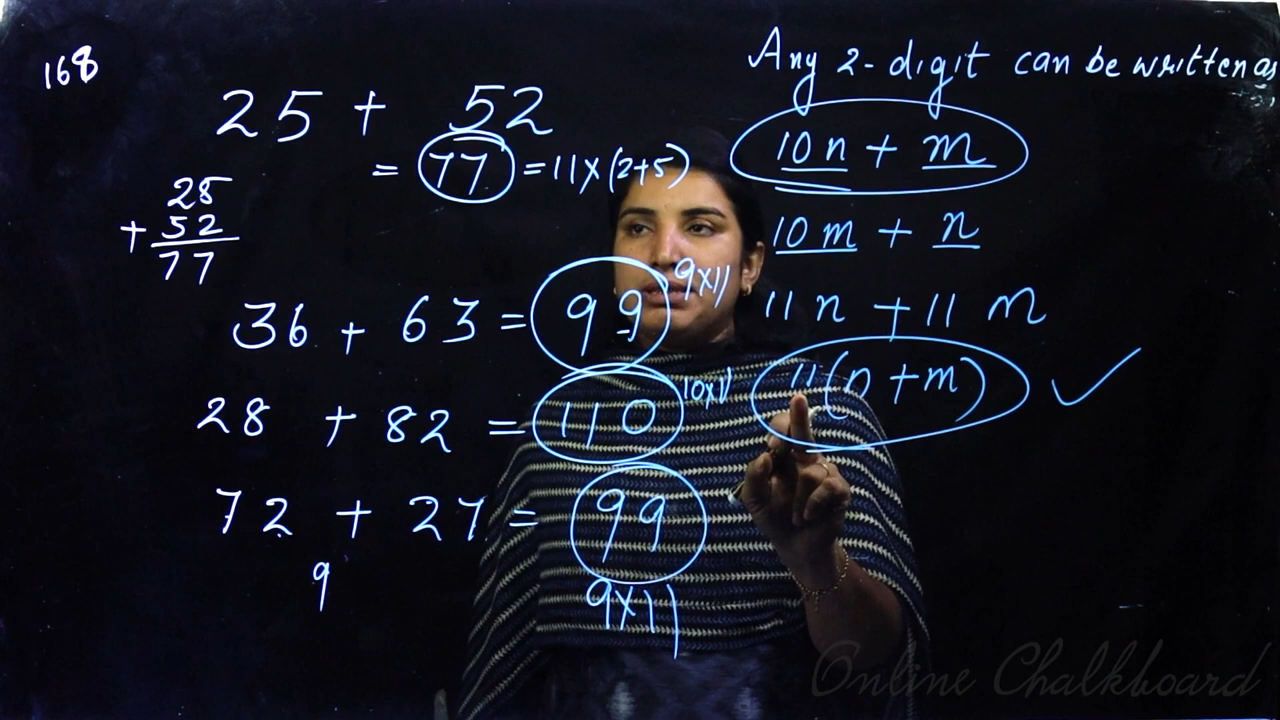 168
25 + 52
= 77 = 11×(2+5)
25
+ 52
77
36 + 63 = 99 9×11
28 + 82 = 110 10×11
72 + 27 = 99
9
9×11
Any 2-digit can be written as
10n + m
10m + n
11n + 11m
11(n+m) ✓
Online Chalkboard